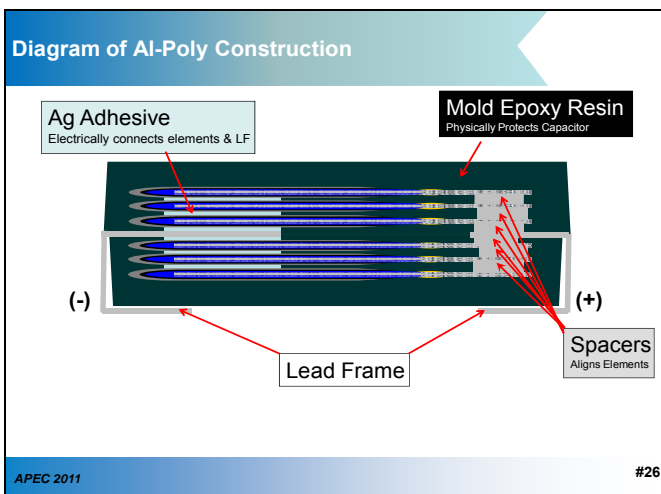 Diagram of Al-Poly Construction
Ag Adhesive
Electrically connects elements & LF
Mold Epoxy Resin
Physically Protects Capacitor
(-)
(+)
Spacers
Aligns Elements
Lead Frame
APEC 2011
#26